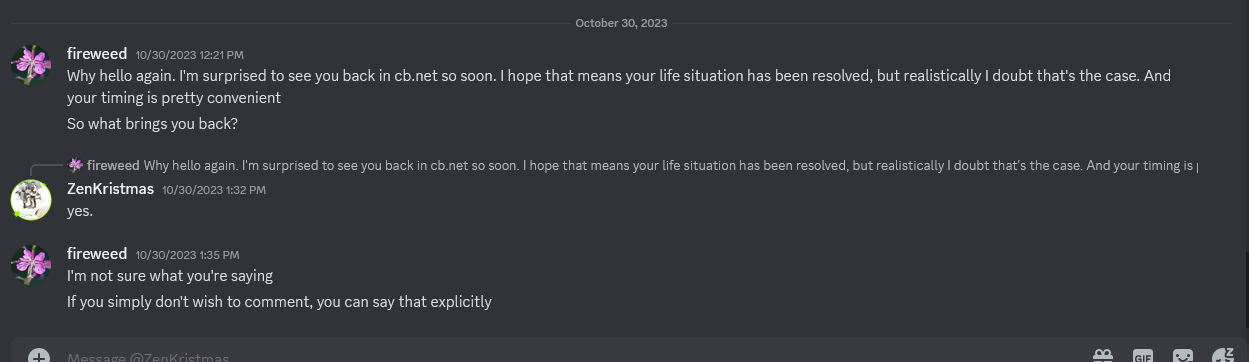 October 30, 2023
fireweed 10/30/2023 12:21 PM
Why hello again. I'm surprised to see you back in cb.net so soon. I hope that means your life situation has been resolved, but realistically I doubt that's the case. And
your timing is pretty convenient
So what brings you back?
fireweed Why hello again. I'm surprised to see you back in cb.net so soon. I hope that means your life situation has been resolved, but realistically I doubt that's the case. And your timing is
ZenKristmas 10/30/2023 1:32 PM
yes.
fireweed 10/30/2023 1:35 PM
I'm not sure what you're saying
If you simply don't wish to comment, you can say that explicitly
Message @ZenKristmas
GIF